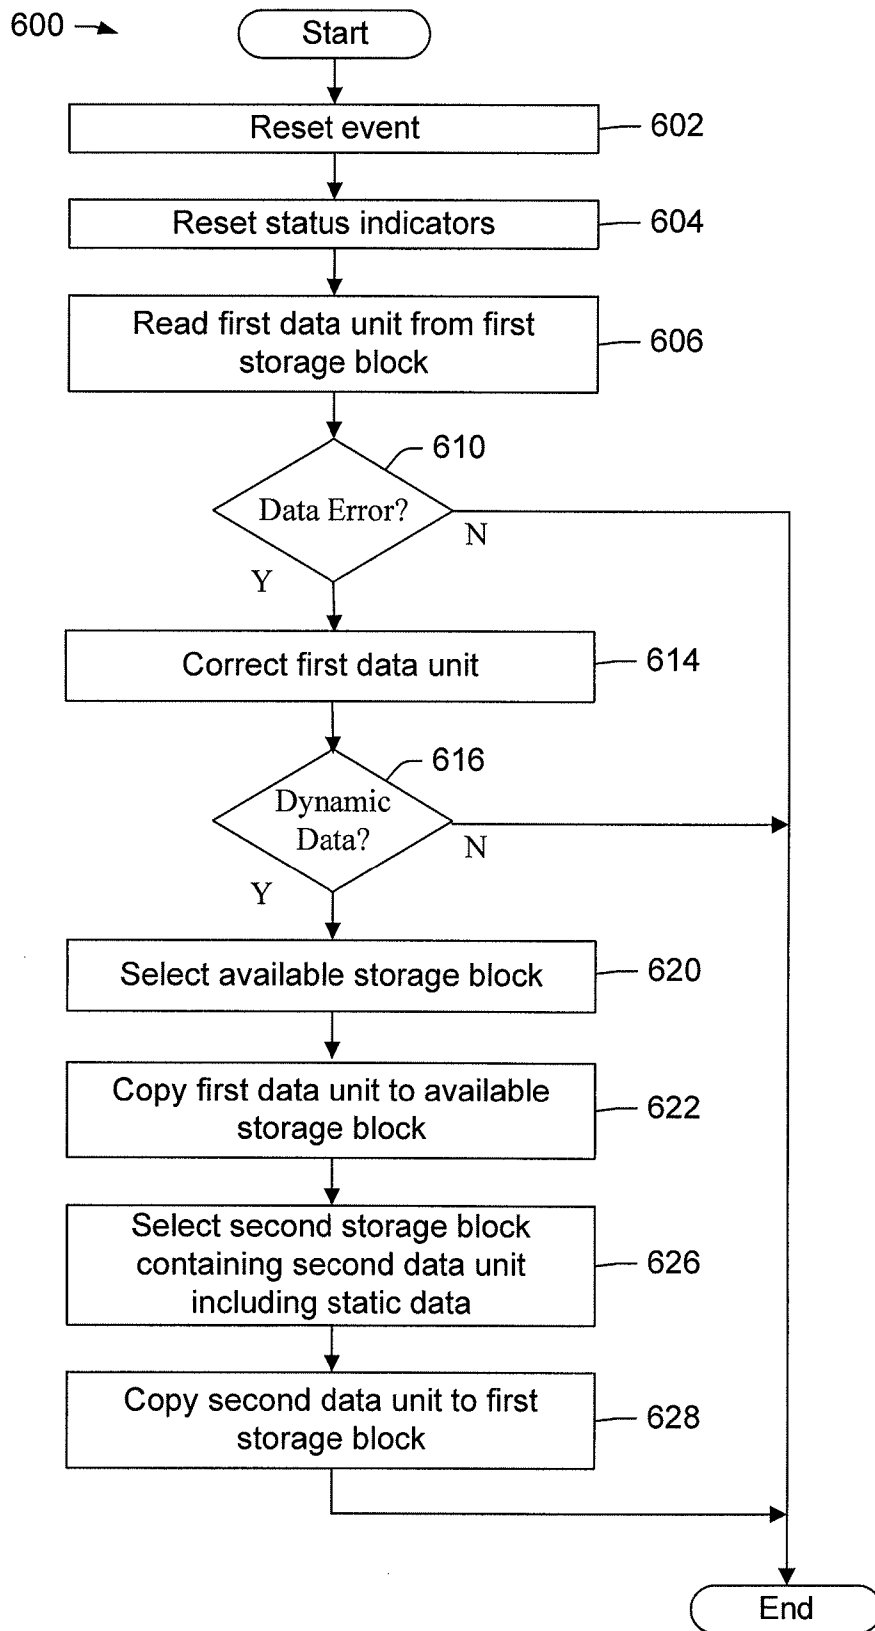 600
Start
Reset event
602
Reset status indicators
604
Read first data unit from first
storage block
606
610
Data Error?
N
Y
Correct first data unit
614
616
Dynamic
Data?
N
Y
Select available storage block
620
Copy first data unit to available
storage block
622
Select second storage block
containing second data unit
including static data
626
Copy second data unit to first
storage block
628
End